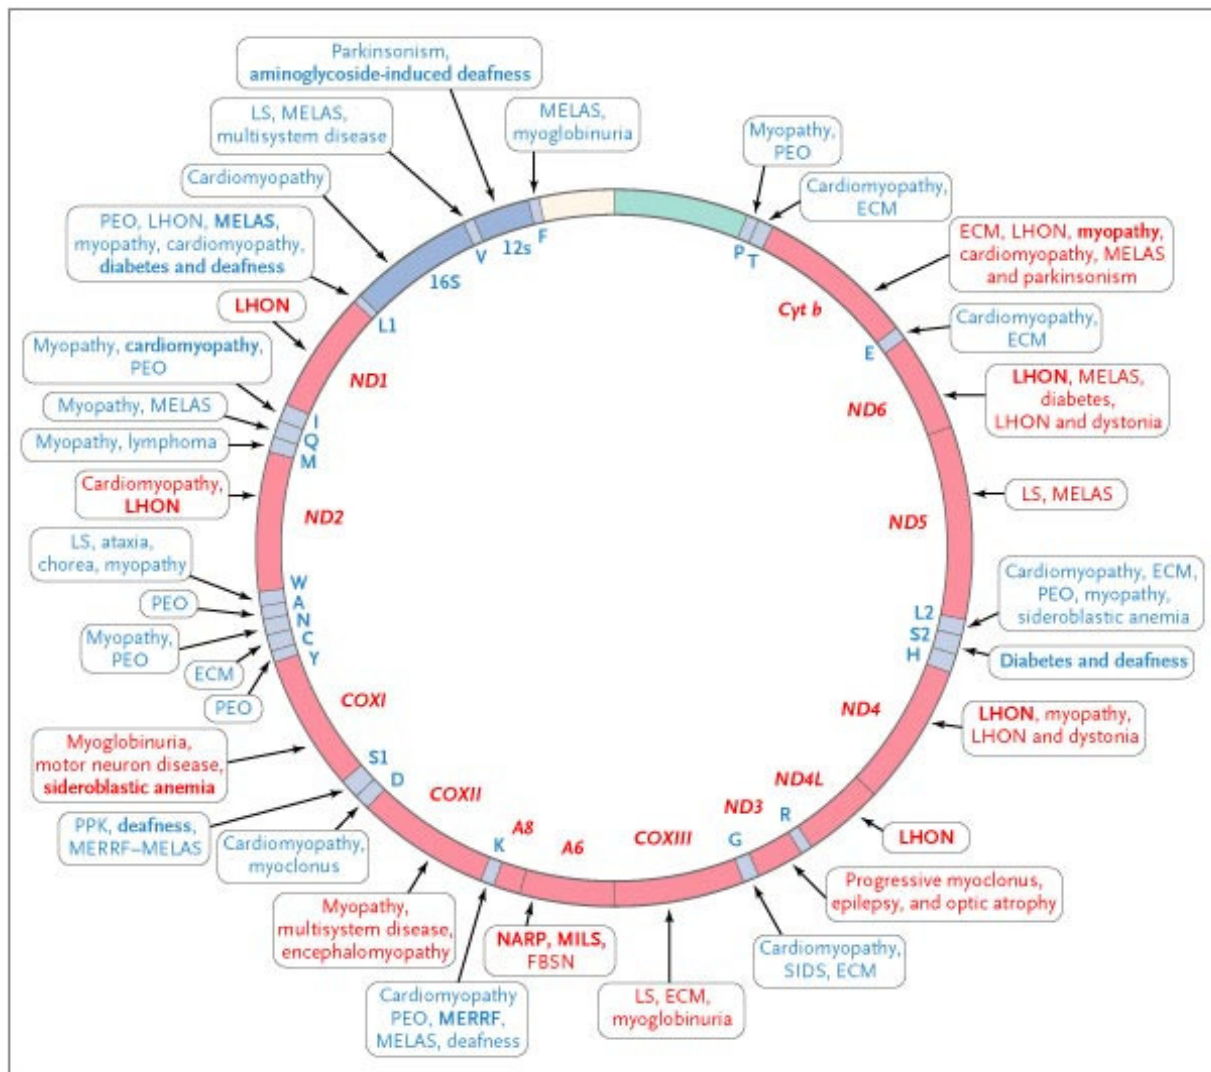 Parkinsonism,
aminoglycoside-induced deafness
LS, MELAS,
multisystem disease
MELAS,
myoglobinuria
Cardiomyopathy
PEO, LHON, MELAS,
myopathy, cardiomyopathy,
diabetes and deafness
LHON
Myopathy, cardiomyopathy,
PEO
Myopathy, MELAS
Myopathy, lymphoma
Cardiomyopathy,
LHON
LS, ataxia,
chorea, myopathy
PEO
Myopathy,
PEO
ECM
PEO
Myoglobinuria,
motor neuron disease,
sideroblastic anemia
PPK, deafness,
MERRF–MELAS
Cardiomyopathy,
myoclonus
Myopathy,
multisystem disease,
encephalomyopathy
Cardiomyopathy
PEO, MERRF,
MELAS, deafness
NARP, MILS,
FBSN
LS, ECM,
myoglobinuria
Cardiomyopathy,
SIDS, ECM
Progressive myoclonus,
epilepsy, and optic atrophy
LHON
LHON, myopathy,
LHON and dystonia
Diabetes and deafness
Cardiomyopathy, ECM,
PEO, myopathy,
sideroblastic anemia
LS, MELAS
LHON, MELAS,
diabetes,
LHON and dystonia
Cardiomyopathy,
ECM
ECM, LHON, myopathy,
cardiomyopathy, MELAS
and parkinsonism
Cardiomyopathy,
ECM
Myopathy,
PEO
F
12s
V
16S
L1
ND1
I
Q
M
ND2
W
A
N
C
Y
COXI
S1
D
COXII
K
A8
A6
COXIII
G
ND3
R
ND4L
ND4
H
S2
L2
ND5
ND6
E
Cyt b
T
P